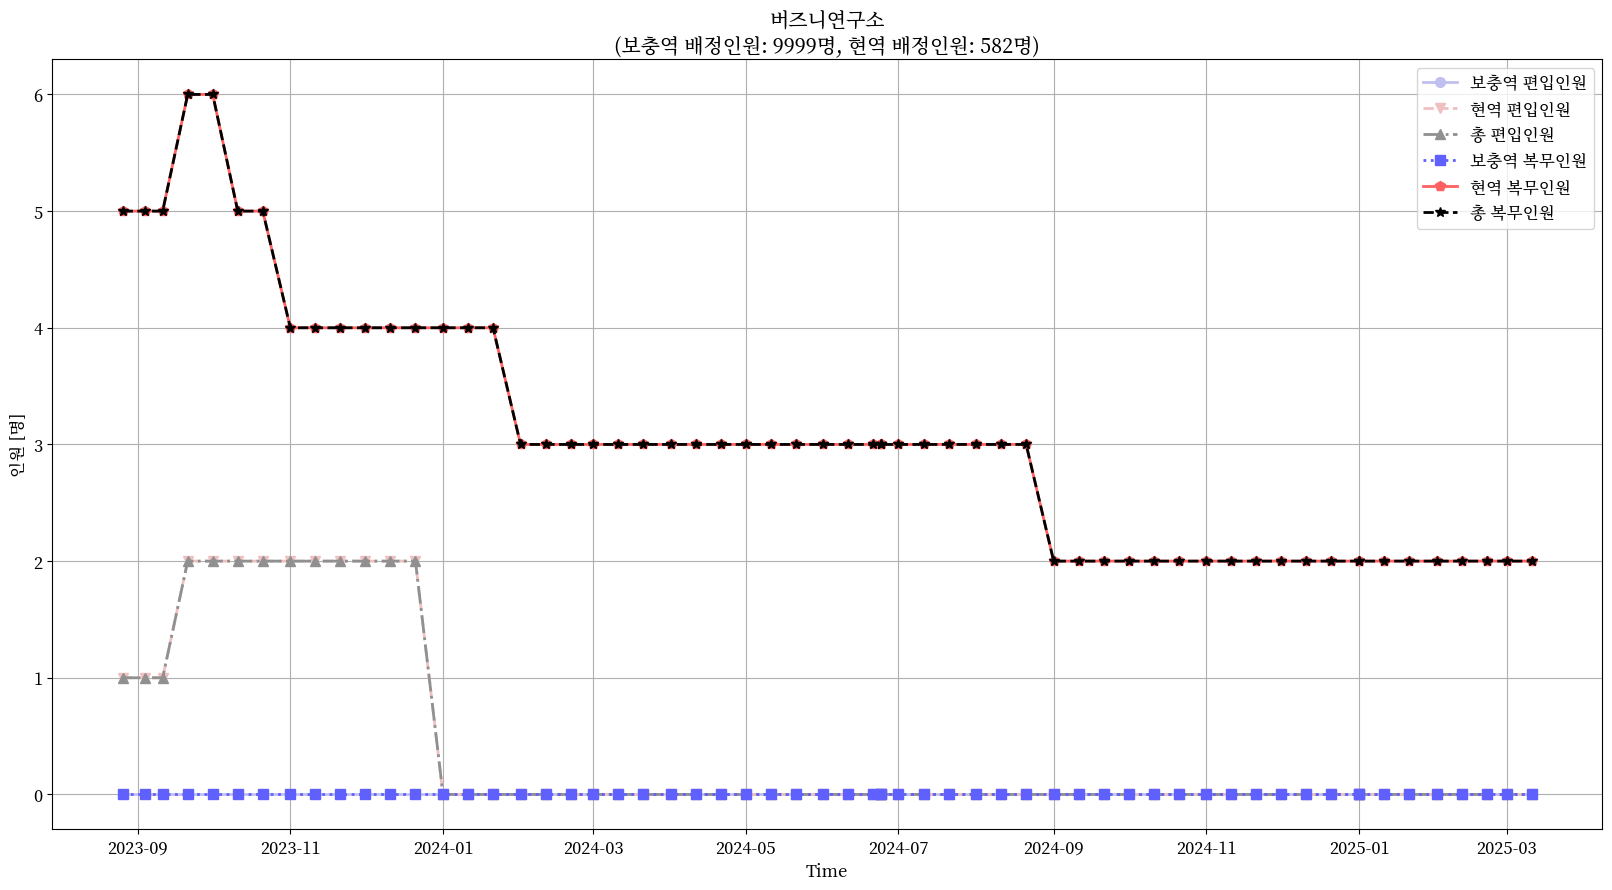 버즈니연구소
(보충역 배정인원: 9999명, 현역 배정인원: 582명)
보충역 편입인원
현역 편입인원
총 편입인원
보충역 복무인원
현역 복무인원
총 복무인원
인원 [명]
6
5
4
3
2
1
0
2023-09 2023-11 2024-01 2024-03 2024-05 2024-07 2024-09 2024-11 2025-01 2025-03
Time